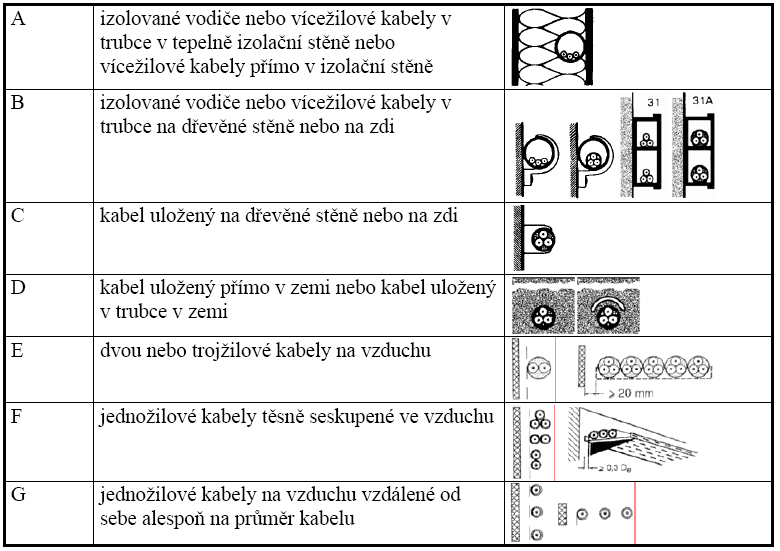 A
izolované vodiče nebo vícežilové kabely v
trubce v tepelně izolační stěně nebo
vícežilové kabely přímo v izolační stěně
B
izolované vodiče nebo vícežilové kabely v
trubce na dřevěné stěně nebo na zdi
31 31A
C
kabel uložený na dřevěné stěně nebo na zdi
D
kabel uložený přímo v zemi nebo kabel uložený
v trubce v zemi
E
dvou nebo trojžilové kabely na vzduchu
⩾ 20 mm
F
jednožilové kabely těsně seskupené ve vzduchu
≥ 0,3 De
G
jednožilové kabely na vzduchu vzdálené od
sebe alespoň na průměr kabelu